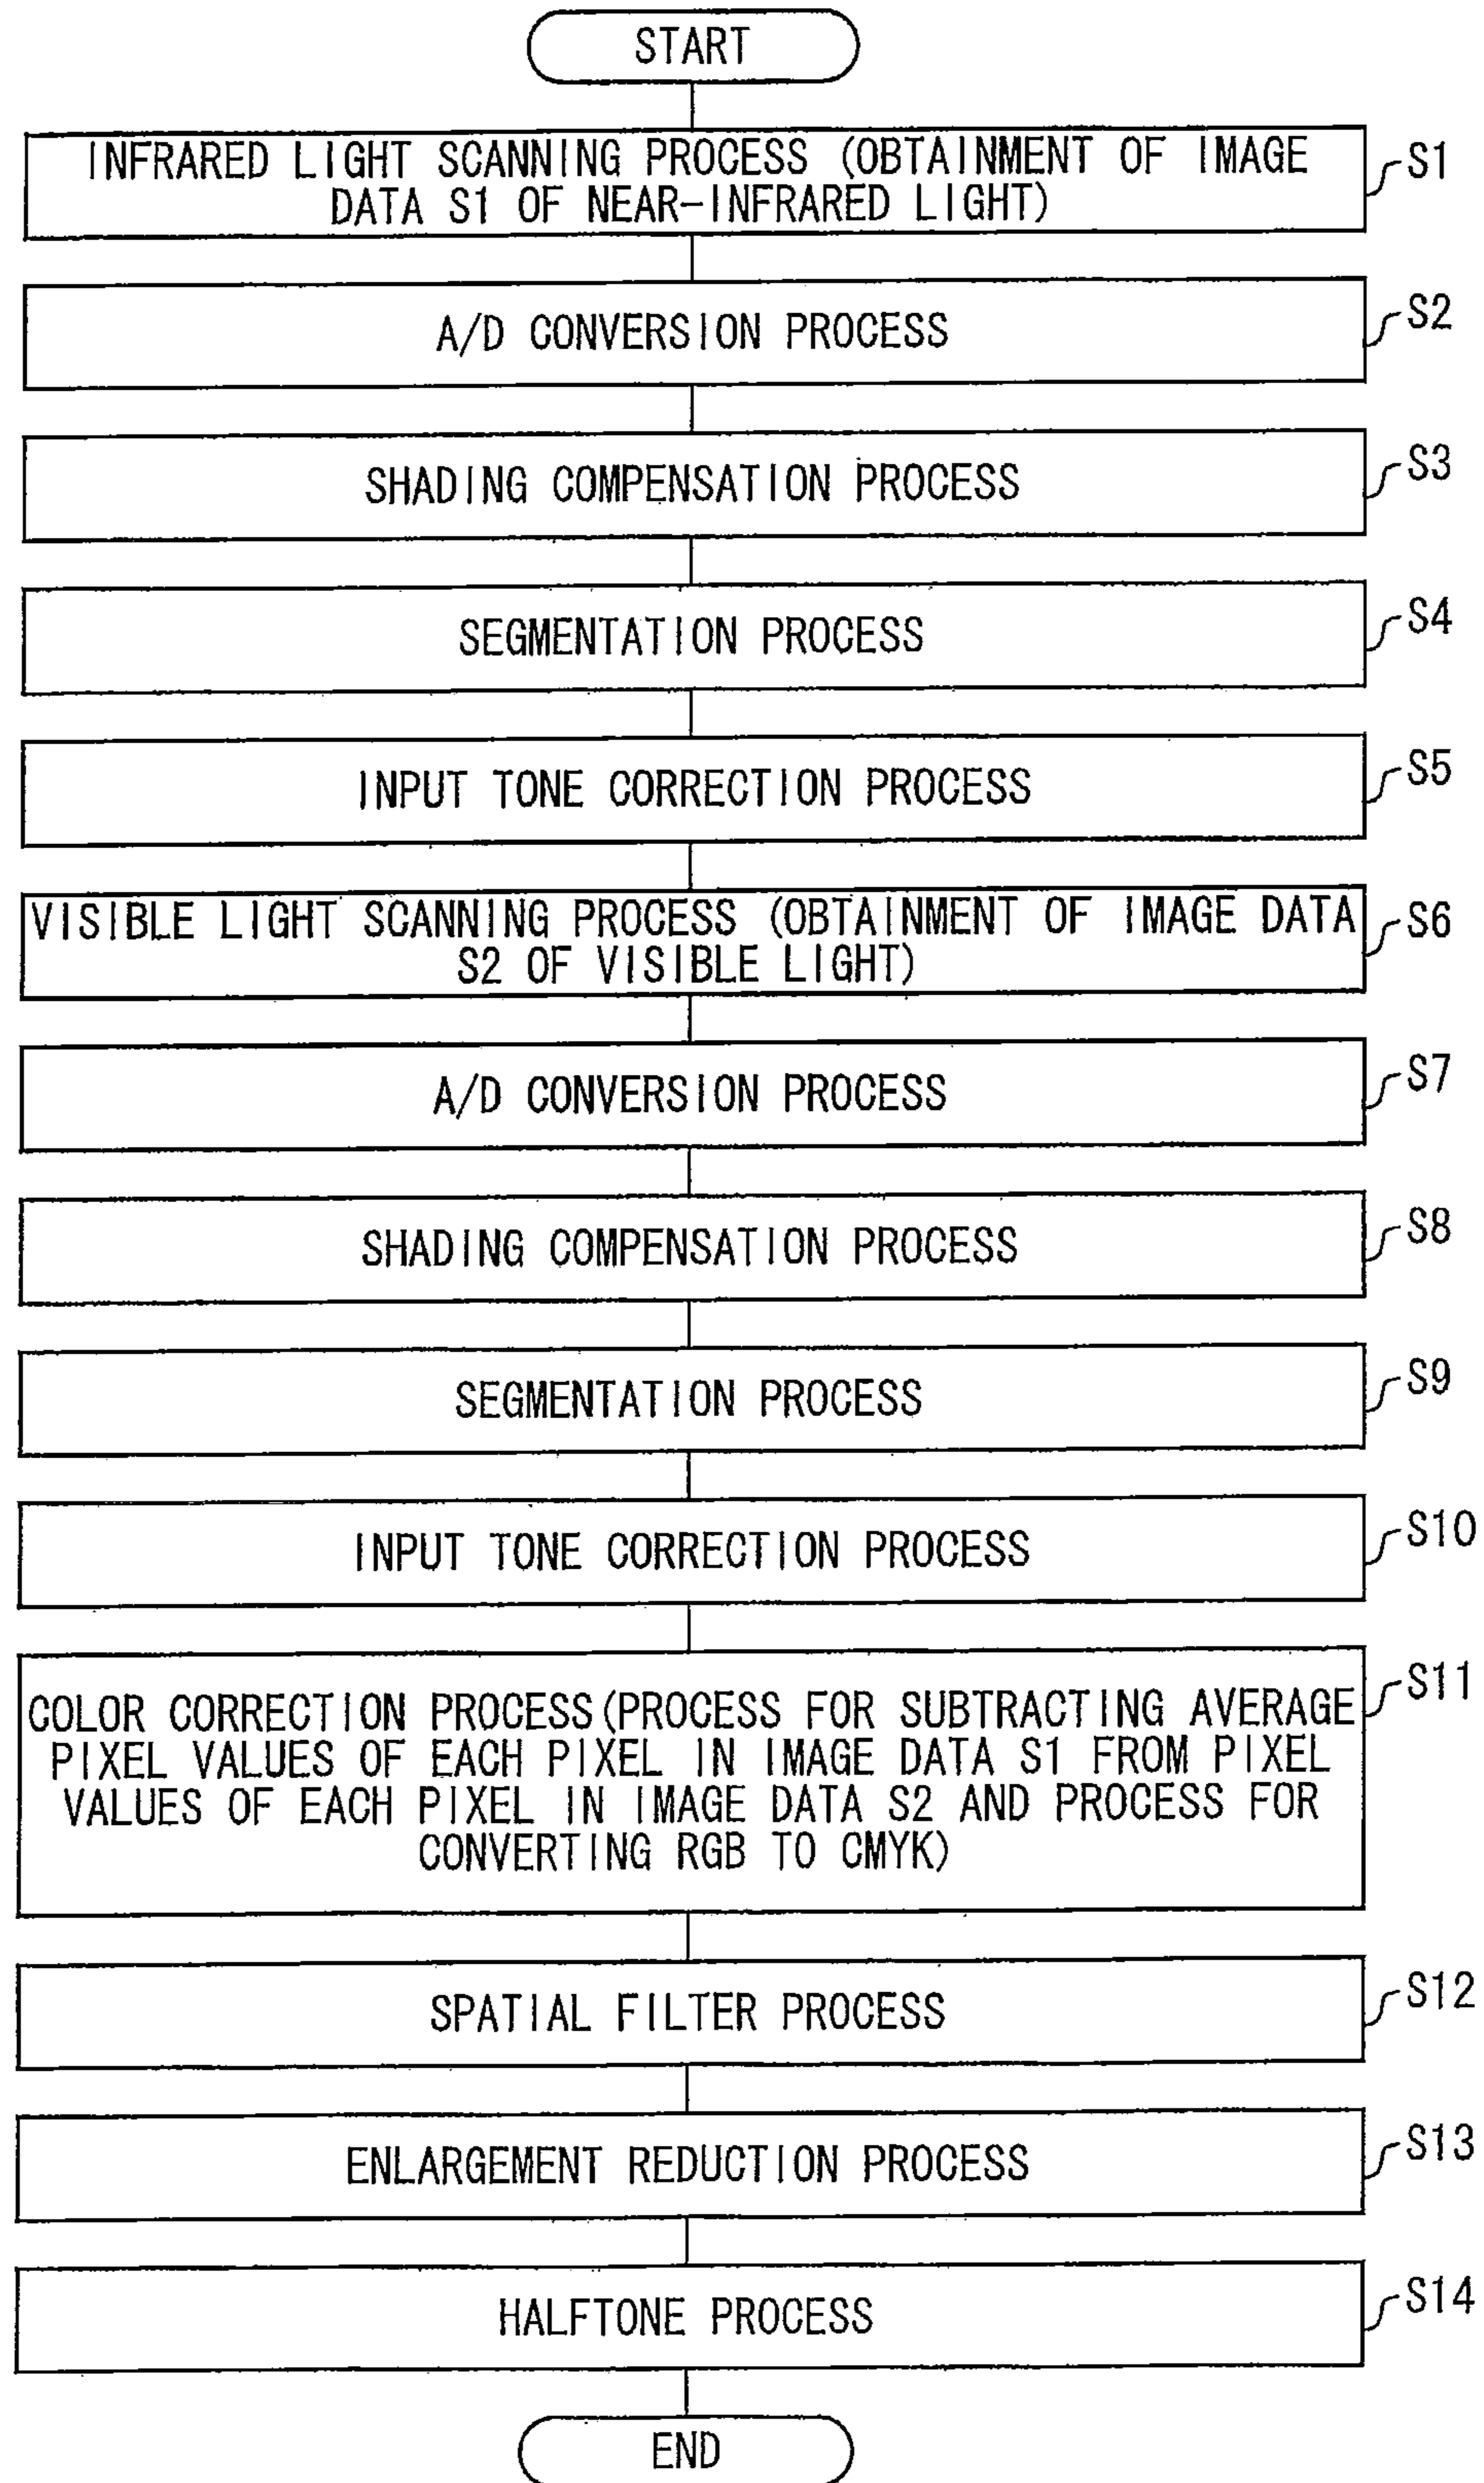 START
INFRARED LIGHT SCANNING PROCESS (OBTAINMENT OF IMAGE
DATA S1 OF NEAR-INFRARED LIGHT)
S1
A/D CONVERSION PROCESS
S2
SHADING COMPENSATION PROCESS
S3
SEGMENTATION PROCESS
S4
INPUT TONE CORRECTION PROCESS
S5
VISIBLE LIGHT SCANNING PROCESS (OBTAINMENT OF IMAGE DATA
S2 OF VISIBLE LIGHT)
S6
A/D CONVERSION PROCESS
S7
SHADING COMPENSATION PROCESS
S8
SEGMENTATION PROCESS
S9
INPUT TONE CORRECTION PROCESS
S10
COLOR CORRECTION PROCESS(PROCESS FOR SUBTRACTING AVERAGE
PIXEL VALUES OF EACH PIXEL IN IMAGE DATA S1 FROM PIXEL
VALUES OF EACH PIXEL IN IMAGE DATA S2 AND PROCESS FOR
CONVERTING RGB TO CMYK)
S11
SPATIAL FILTER PROCESS
S12
ENLARGEMENT REDUCTION PROCESS
S13
HALFTONE PROCESS
S14
END